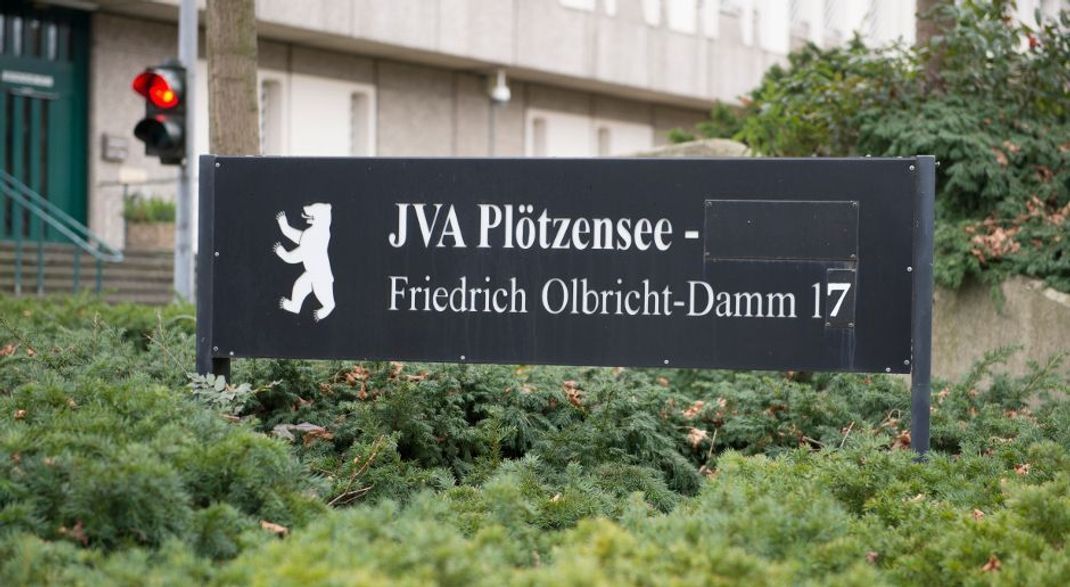 JVA Plötzensee -
Friedrich Olbricht-Damm 17